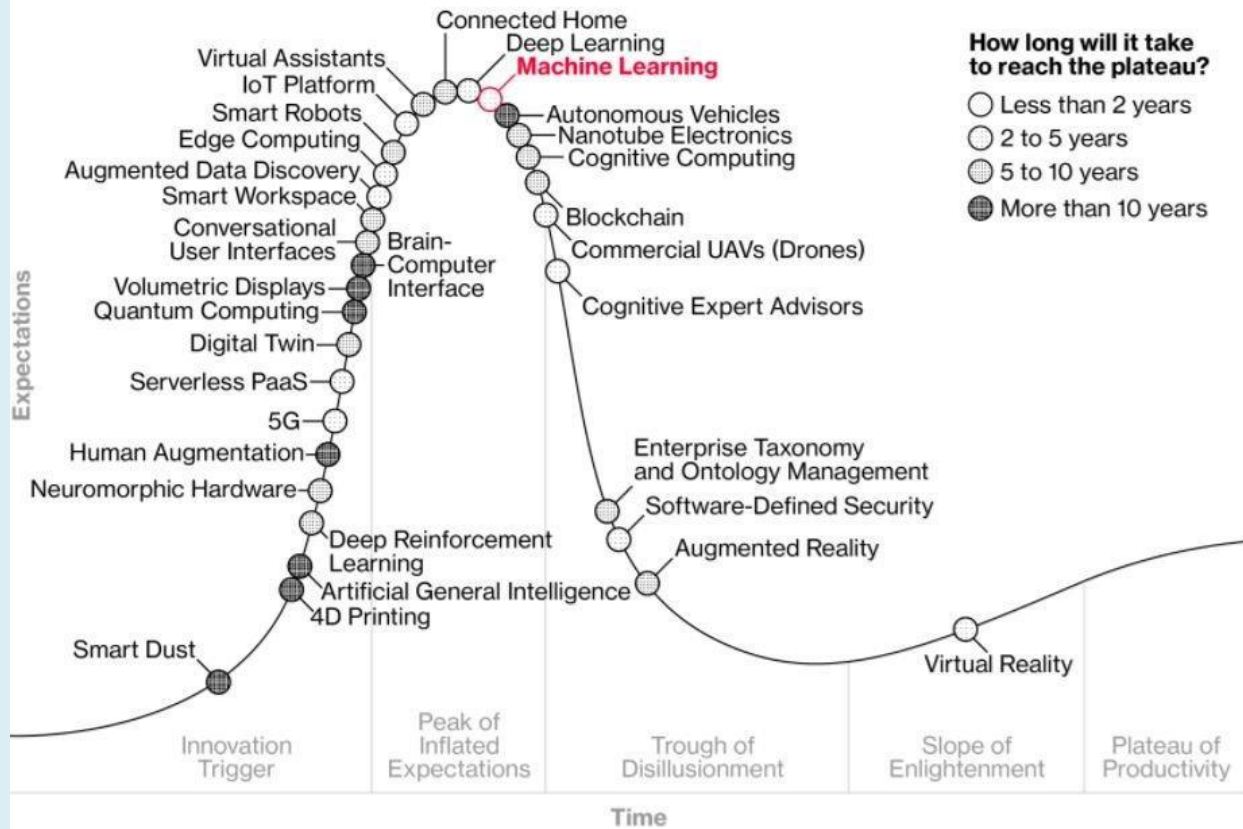 Connected Home
Deep Learning
Machine Learning
Virtual Assistants
IoT Platform
Smart Robots
Edge Computing
Augmented Data Discovery
Smart Workspace
Conversational
User Interfaces
Brain-
Computer
Interface
Volumetric Displays
Quantum Computing
Digital Twin
Serverless PaaS
5G
Human Augmentation
Neuromorphic Hardware
Deep Reinforcement
Learning
Artificial General Intelligence
4D Printing
Smart Dust
Autonomous Vehicles
Nanotube Electronics
Cognitive Computing
Blockchain
Commercial UAVs (Drones)
Cognitive Expert Advisors
Enterprise Taxonomy
and Ontology Management
Software-Defined Security
Augmented Reality
Virtual Reality
How long will it take
to reach the plateau?
Less than 2 years
2 to 5 years
5 to 10 years
More than 10 years
Expectations
Innovation
Trigger
Peak of
Inflated
Expectations
Trough of
Disillusionment
Slope of
Enlightenment
Plateau of
Productivity
Time